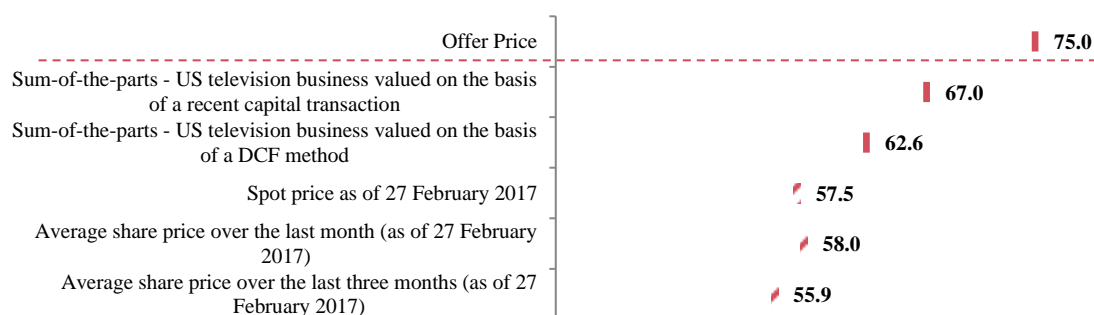 Offer Price 75.0
Sum-of-the-parts - US television business valued on the basis
of a recent capital transaction 67.0
Sum-of-the-parts - US television business valued on the basis
of a DCF method 62.6
Spot price as of 27 February 2017 57.5
Average share price over the last month (as of 27 February
2017) 58.0
Average share price over the last three months (as of 27
February 2017) 55.9